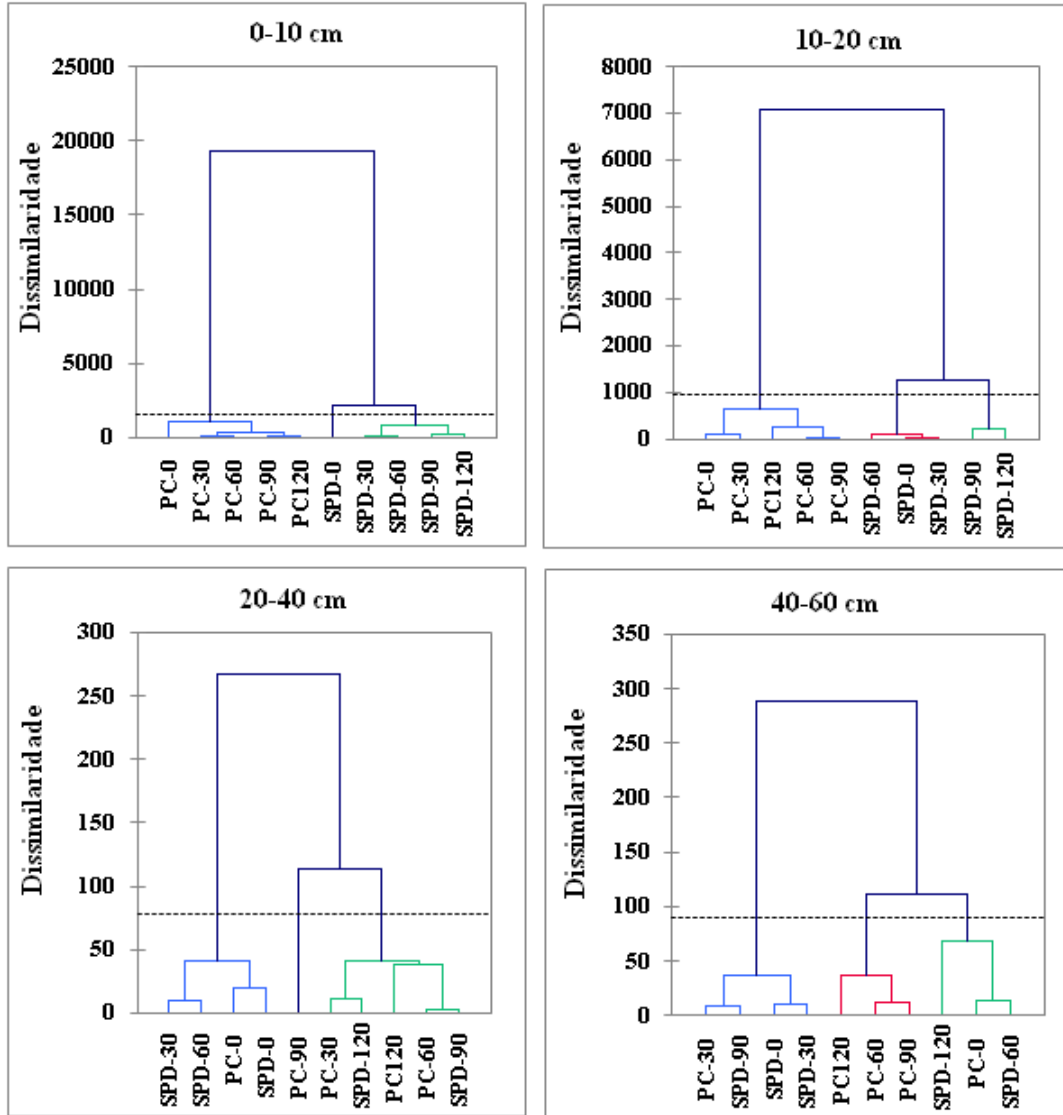 0-10 cm
Dissimilaridade
25000
20000
15000
10000
5000
0
PC-0
PC-30
PC-60
PC-90
PC120
SPD-0
SPD-30
SPD-60
SPD-90
SPD-120
10-20 cm
Dissimilaridade
8000
7000
6000
5000
4000
3000
2000
1000
0
PC-0
PC-30
PC120
PC-60
PC-90
SPD-60
SPD-0
SPD-30
SPD-90
SPD-120
20-40 cm
Dissimilaridade
300
250
200
150
100
50
0
SPD-30
SPD-60
PC-0
SPD-0
PC-90
PC-30
SPD-120
PC120
PC-60
SPD-90
40-60 cm
Dissimilaridade
350
300
250
200
150
100
50
0
PC-30
SPD-90
SPD-0
SPD-30
PC120
PC-60
PC-90
SPD-120
PC-0
SPD-60